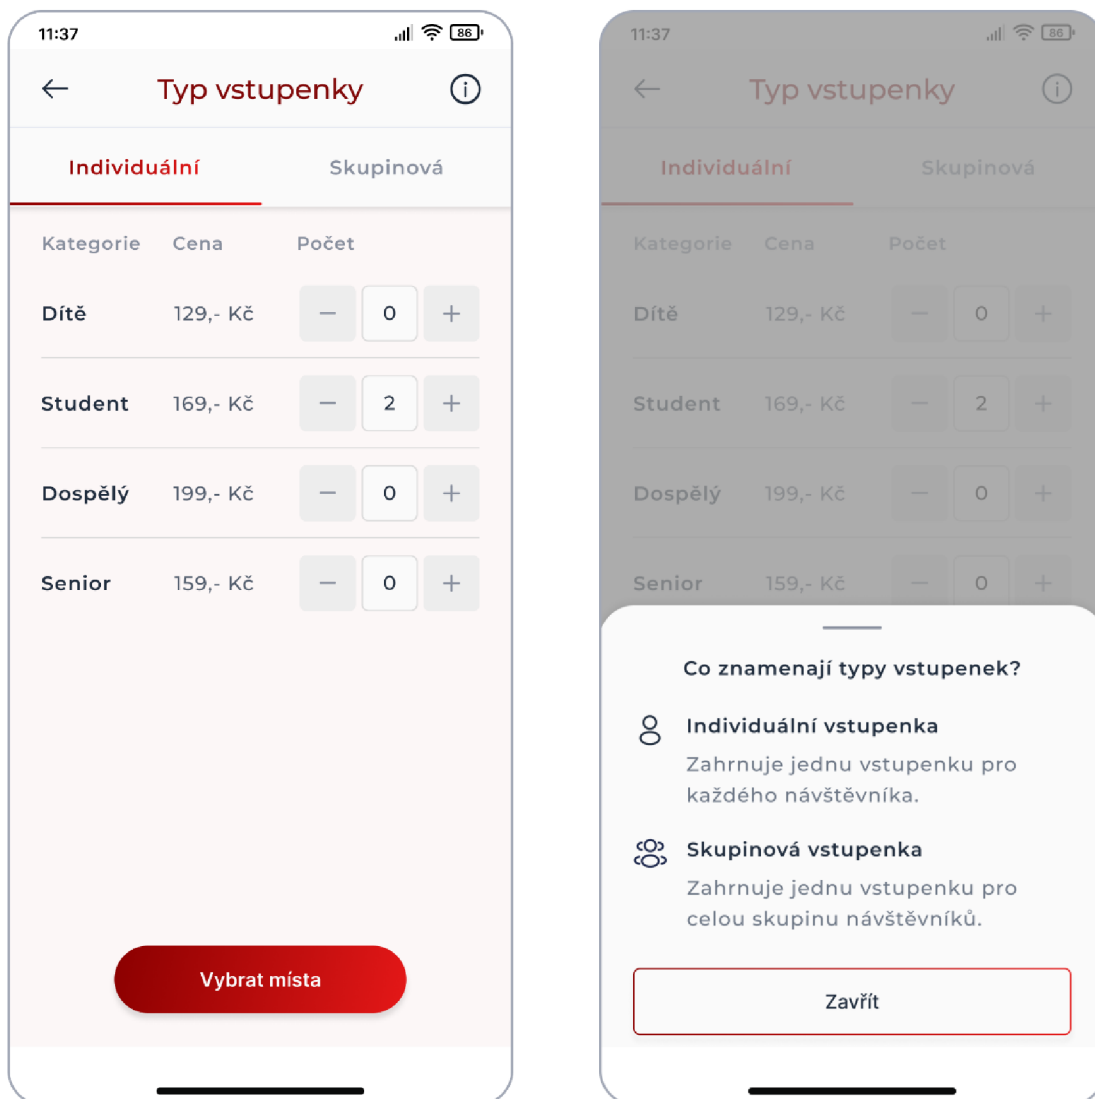 11:37
86
Typ vstupenky
Individuální Skupinová
Kategorie Cena Počet
Dítě 129,- Kč − 0 +
Student 169,- Kč − 2 +
Dospělý 199,- Kč − 0 +
Senior 159,- Kč − 0 +
Vybrat místa
11:37
86
Typ vstupenky
Individuální Skupinová
Kategorie Cena Počet
Dítě 129,- Kč − 0 +
Student 169,- Kč − 2 +
Dospělý 199,- Kč − 0 +
Senior 159,- Kč − 0 +
Co znamenají typy vstupenek?
Individuální vstupenka
Zahrnuje jednu vstupenku pro
každého návštěvníka.
Skupinová vstupenka
Zahrnuje jednu vstupenku pro
celou skupinu návštěvníků.
Zavřít